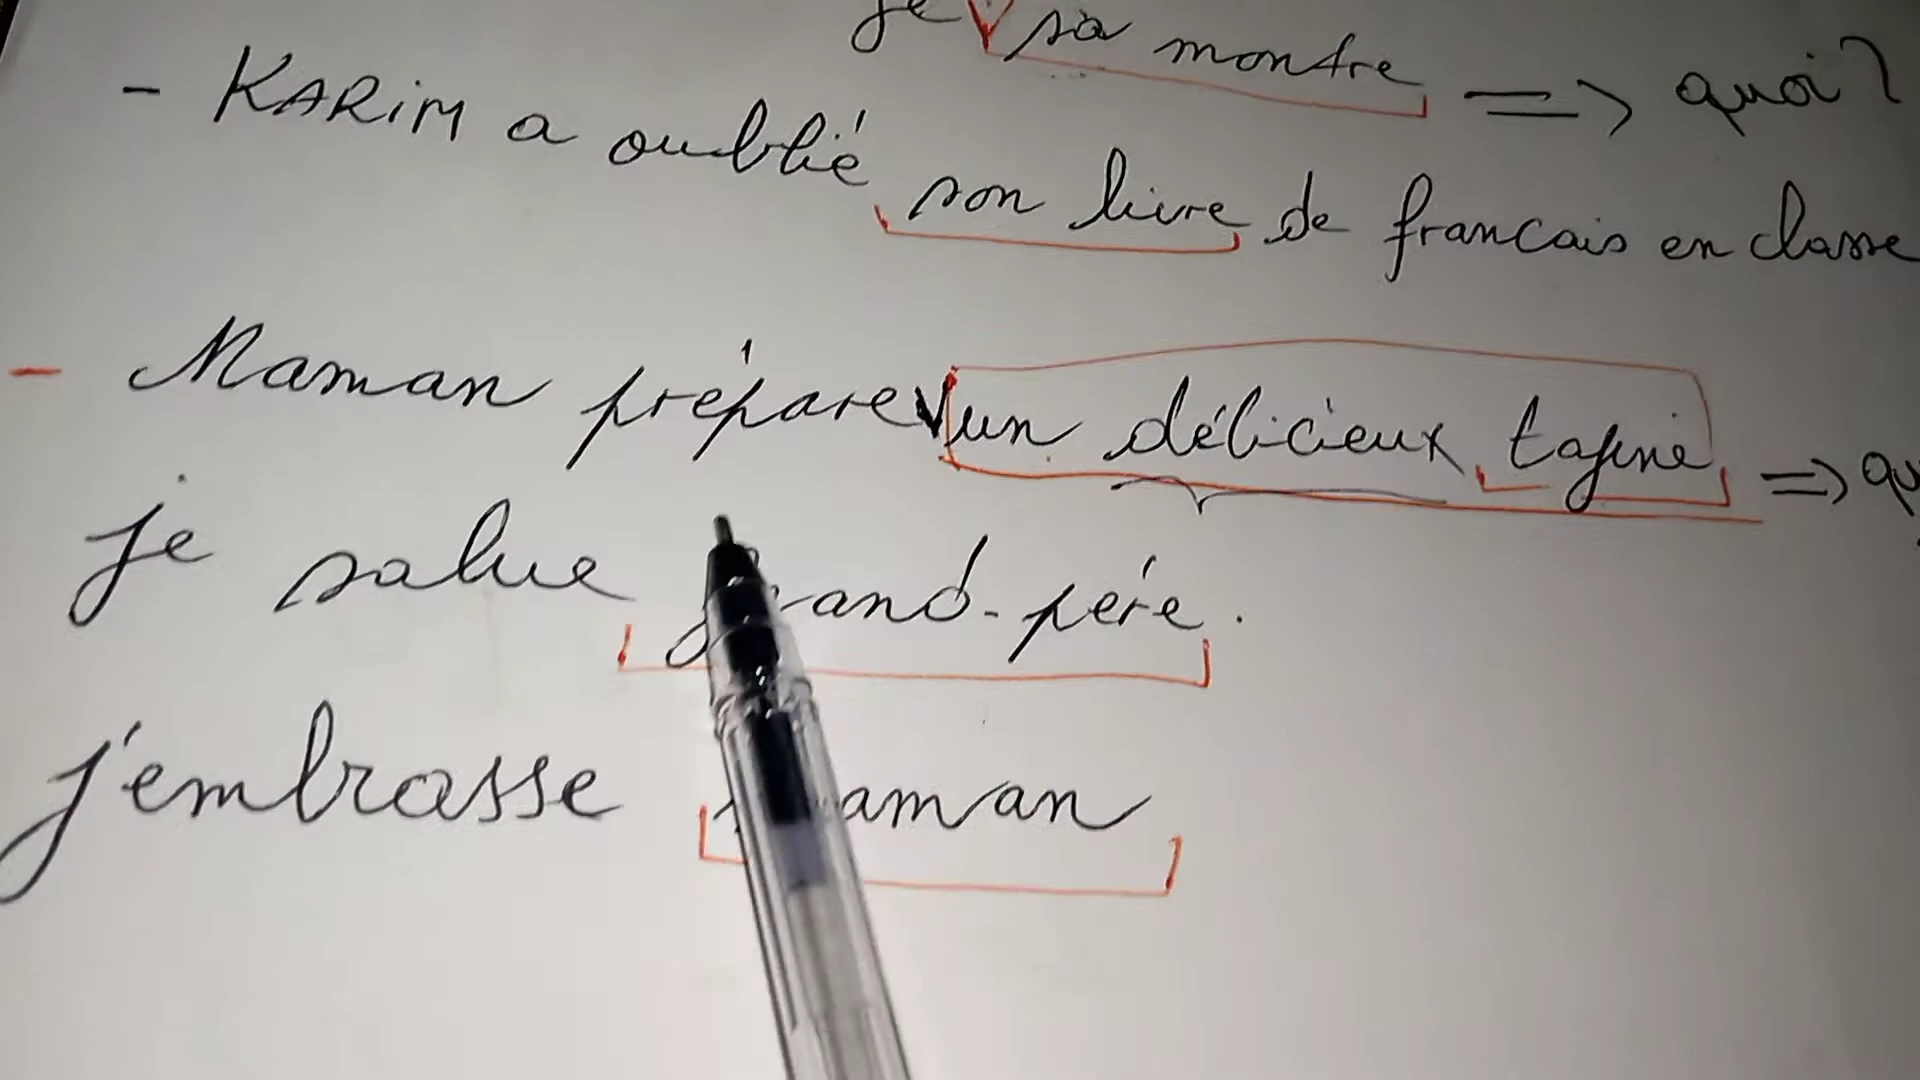 sa montre => quoi?
- KARIM a oublié son livre de francais en classe
- Maman prépare un délicieux tajine =>
je salue grand-père.
j'embrasse maman